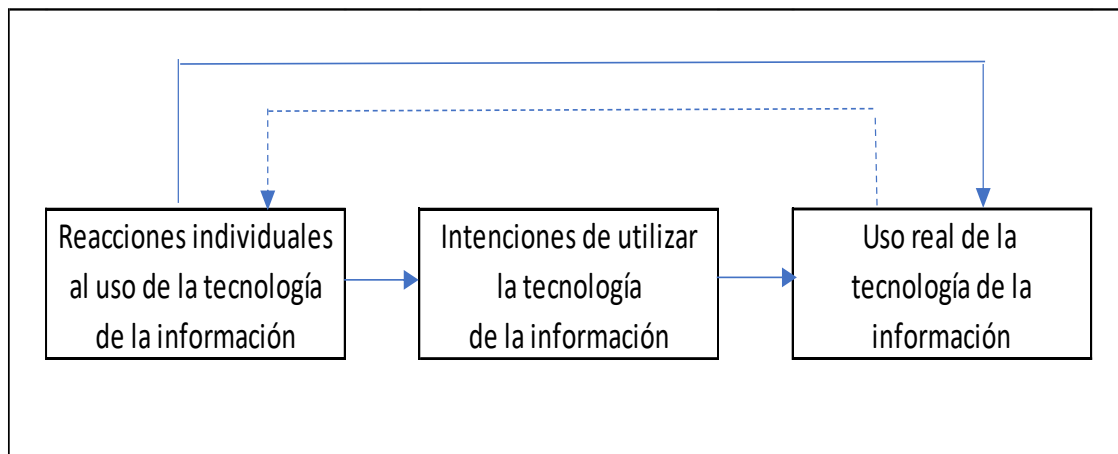 Reacciones individuales
al uso de la tecnología
de la información
Intenciones de utilizar
la tecnología
de la información
Uso real de la
tecnología de la
información